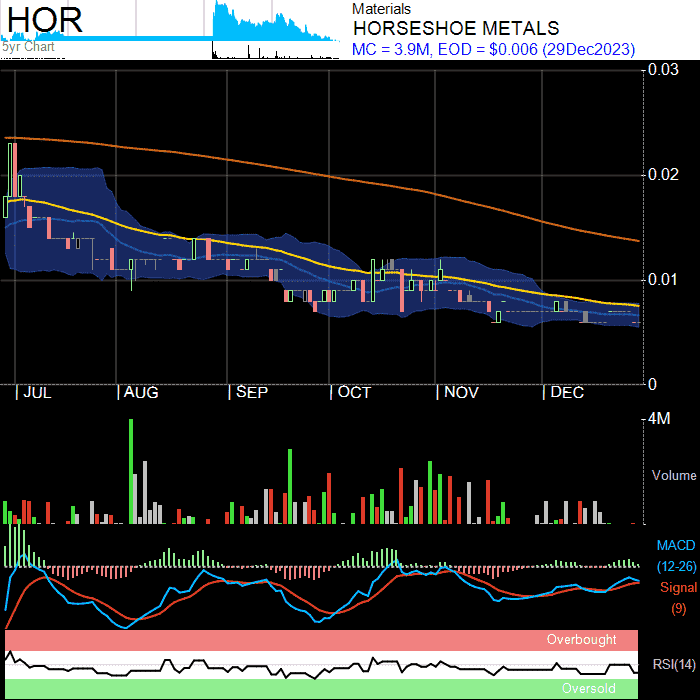 HOR
5yr Chart
Materials
HORSESHOE METALS
MC = 3.9M, EOD = $0.006 (29Dec2023)
0.03
0.02
0.01
0
JUL AUG SEP OCT NOV DEC
4M
Volume
MACD
(12-26)
Signal
(9)
Overbought
RSI(14)
Oversold